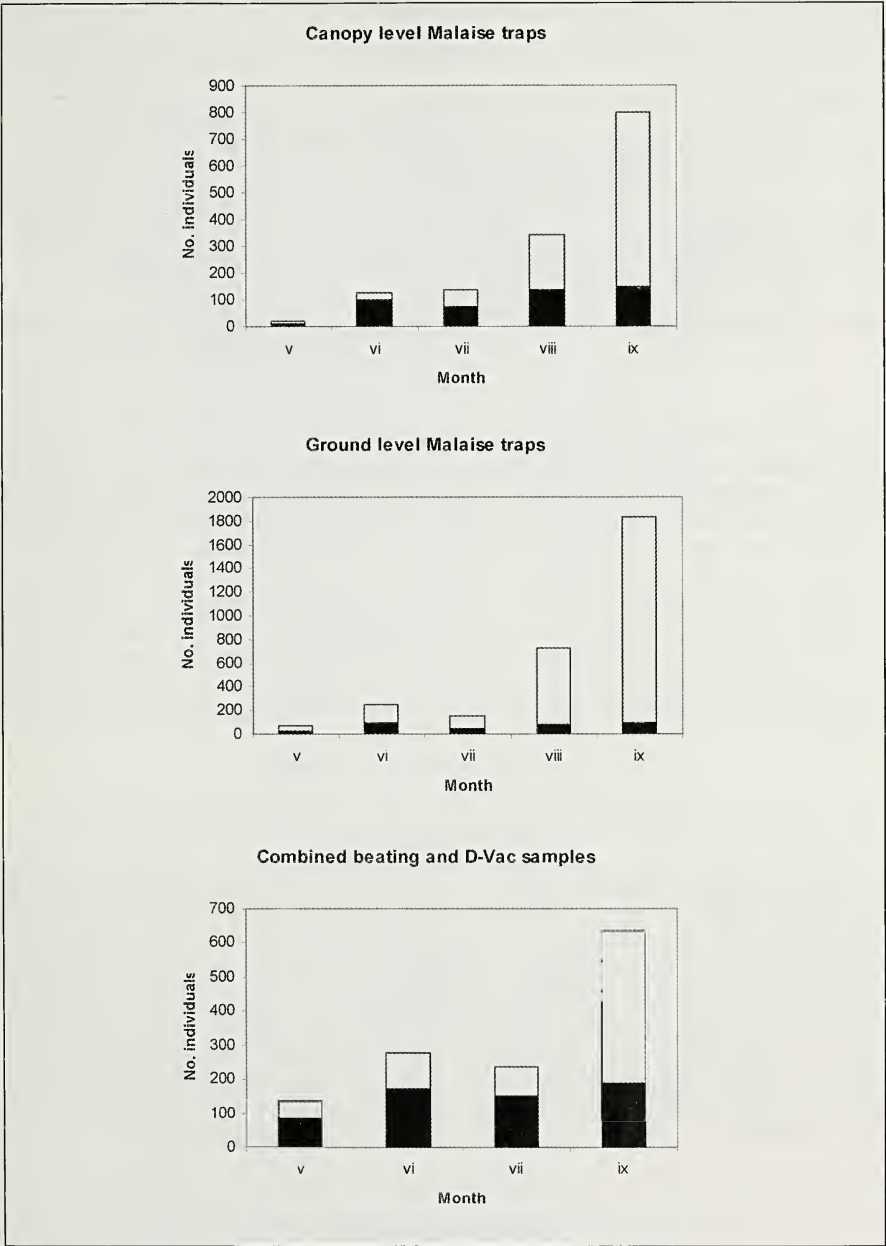 Canopy level Malaise traps
900
800
700
600
500
400
300
200
100
0
No. individuals
v vi vii viii ix
Month
Ground level Malaise traps
2000
1800
1600
1400
1200
1000
800
600
400
200
0
No. individuals
v vi vii viii ix
Month
Combined beating and D-Vac samples
700
600
500
400
300
200
100
0
No. individuals
v vi vii ix
Month